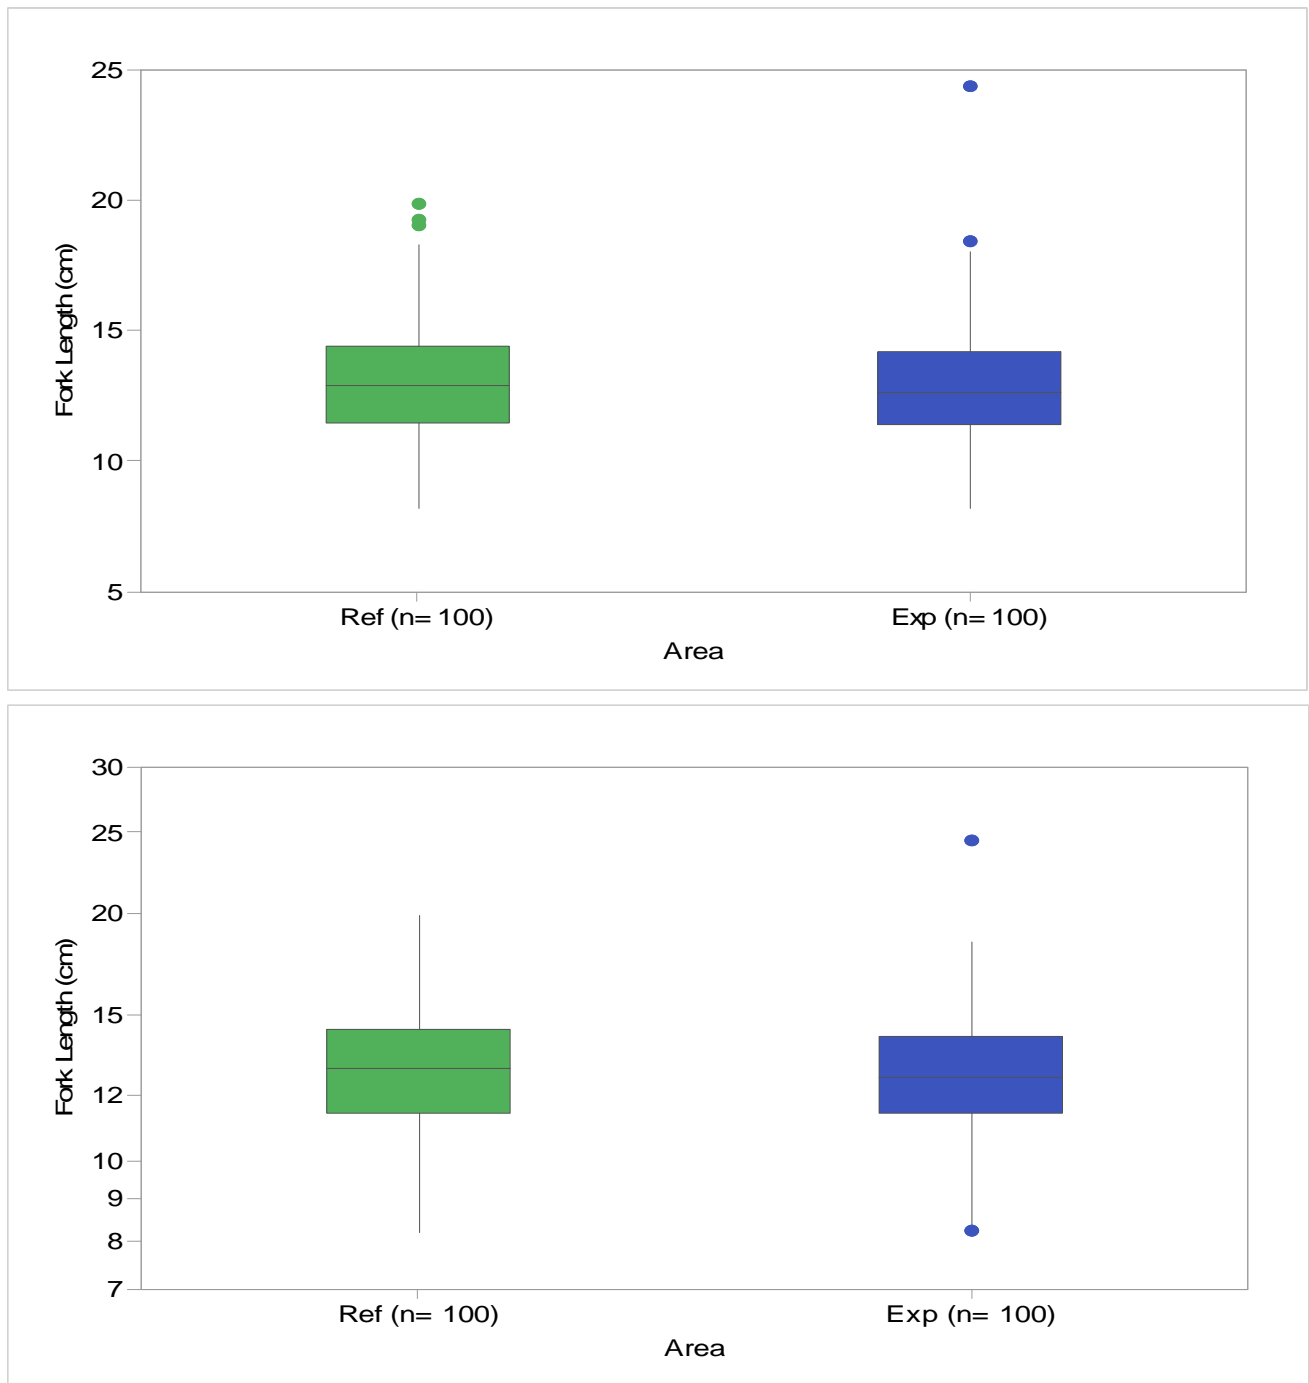 25
20
15
10
5
Fork Length (cm)
Ref (n= 100)
Exp (n= 100)
Area
30
25
20
15
12
10
9
8
7
Fork Length (cm)
Ref (n= 100)
Exp (n= 100)
Area